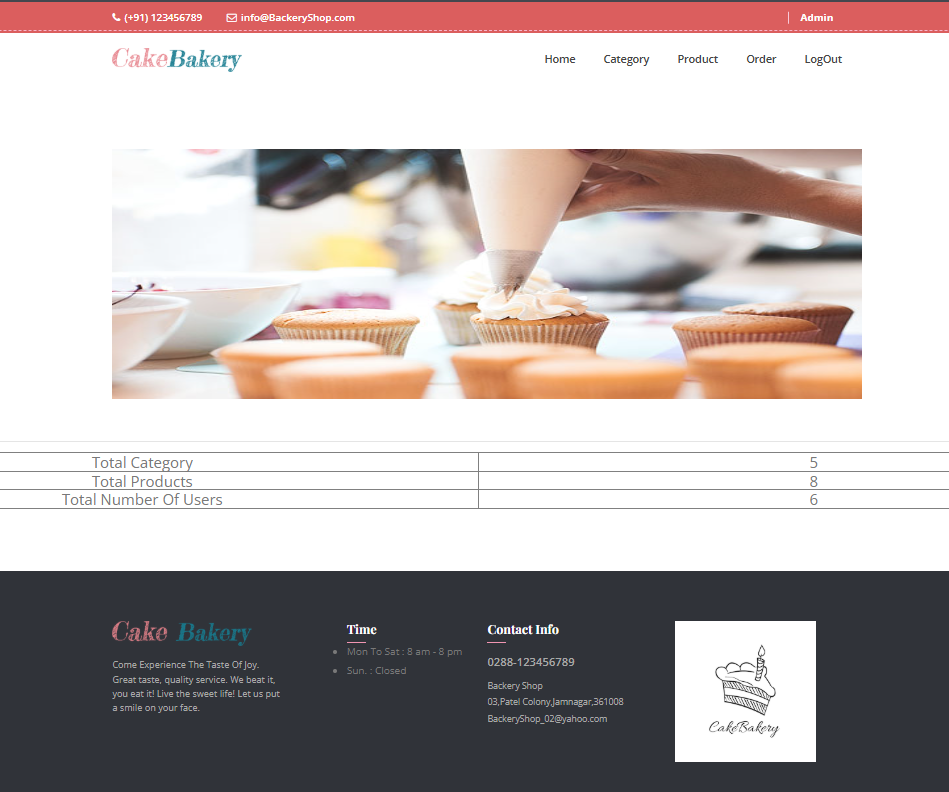 (+91) 123456789 info@BackeryShop.com Admin
CakeBakery Home Category Product Order LogOut
Total Category 5
Total Products 8
Total Number Of Users 6
Cake Bakery
Come Experience The Taste Of Joy.
Great taste, quality service. We beat it,
you eat it! Live the sweet life! Let us put
a smile on your face.
Time
Mon To Sat : 8 am - 8 pm
Sun. : Closed
Contact Info
0288-123456789
Backery Shop
03,Patel Colony,Jamnagar,361008
BackeryShop_02@yahoo.com
CakeBakery